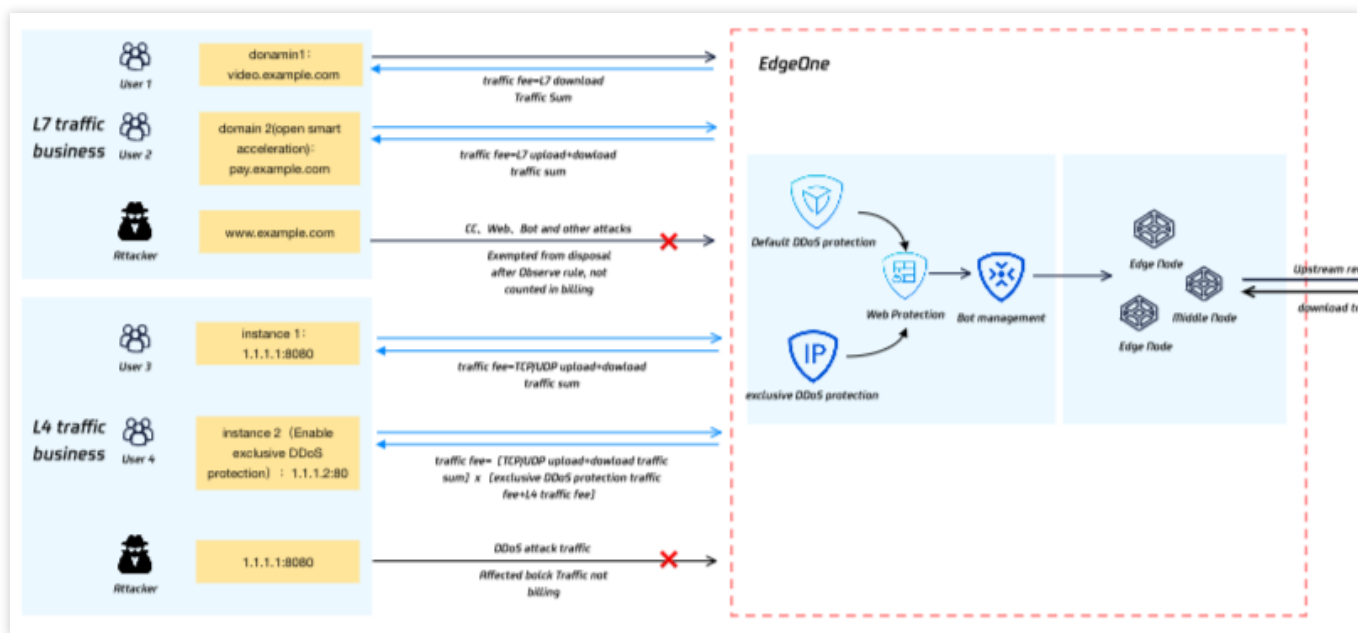 L7 traffic
business
User 1
donamin1：
video.example.com
traffic fee=L7 download
Traffic Sum
User 2
domain 2(open smart
acceleration)：
pay.example.com
traffic fee=L7 upload+dowload
traffic sum
Attacker
www.example.com
CC、Web、Bot and other attacks
Exempted from disposal
after Observe rule, not
counted in billing
L4 traffic
business
User 3
instance 1：
1.1.1.1:8080
traffic fee=TCP/UDP upload+dowload
traffic sum
User 4
instance 2（Enable
exclusive DDoS
protection）：1.1.1.2:80
traffic fee= [TCP/UDP upload+dowload traffic
sum] x [exclusive DDoS protection traffic
fee+L4 traffic fee]
Attacker
1.1.1.1:8080
DDoS attack traffic
Affected bolck Traffic not
billing
EdgeOne
Default DDoS protection
Web Protection
Bot management
IP
exclusive DDoS protection
Edge Node
Middle Node
Edge Node
Upstream
download